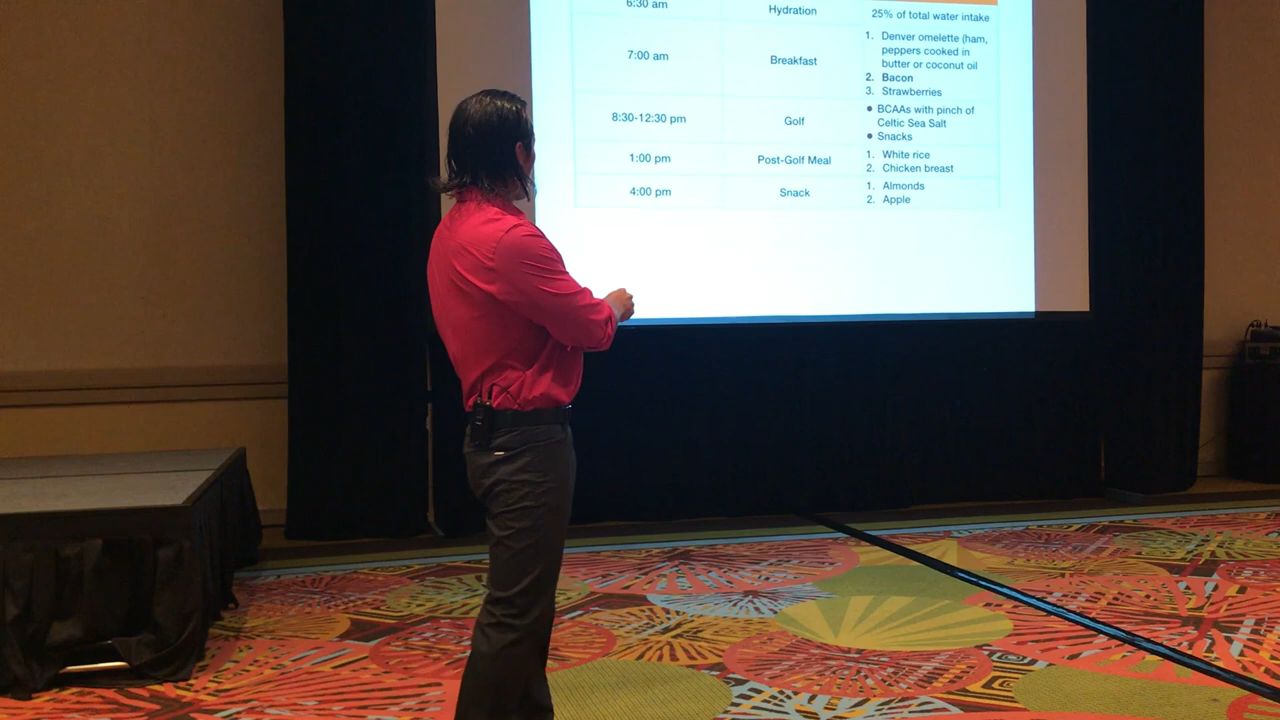 6:30 am Hydration 25% of total water intake
7:00 am Breakfast 1. Denver omelette (ham,
peppers cooked in
butter or coconut oil
2. Bacon
3. Strawberries
8:30-12:30 pm Golf • BCAAs with pinch of
Celtic Sea Salt
• Snacks
1:00 pm Post-Golf Meal 1. White rice
2. Chicken breast
4:00 pm Snack 1. Almonds
2. Apple